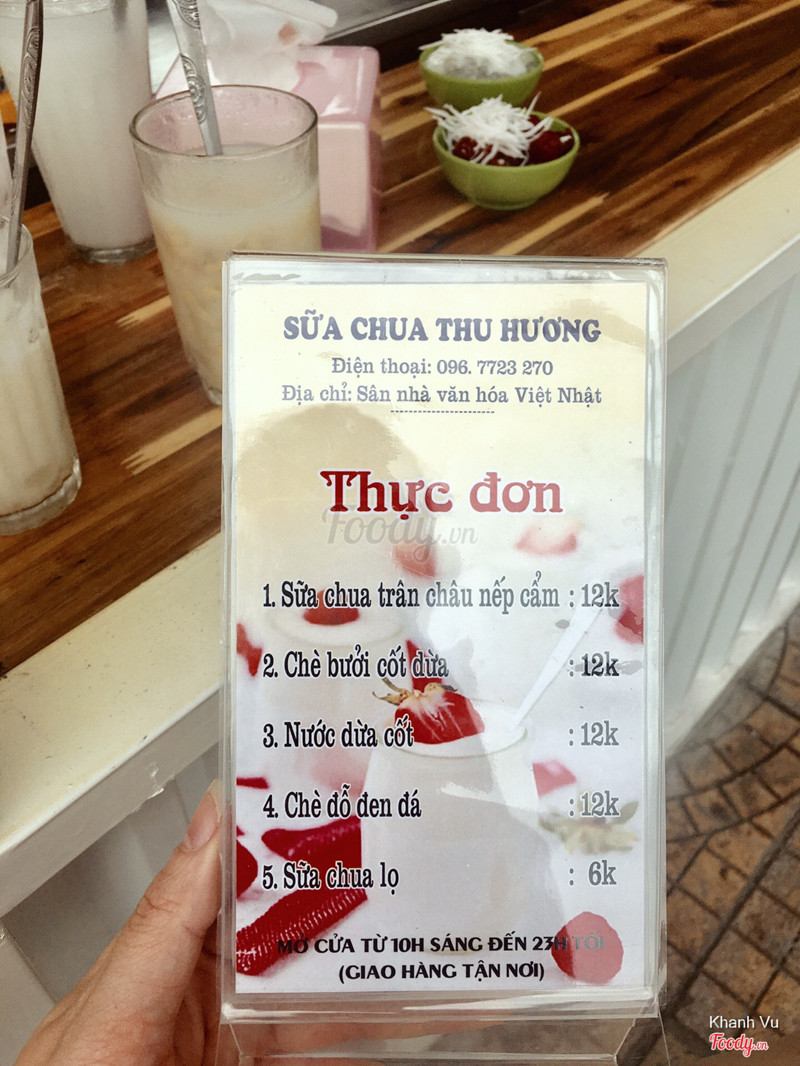 SỮA CHUA THU HƯƠNG
Điện thoại: 096. 7723 270
Địa chỉ: Sân nhà văn hóa Việt Nhật
Thực đơn
Foody.vn
1. Sữa chua trân châu nếp cẩm : 12k
2. Chè bưởi cốt dừa : 12k
3. Nước dừa cốt : 12k
4. Chè đỗ đen đá : 12k
5. Sữa chua lọ : 6k
MỞ CỬA TỪ 10H SÁNG ĐẾN 23H TỐI
(GIAO HÀNG TẬN NƠI)
Khanh Vu
Foody.vn